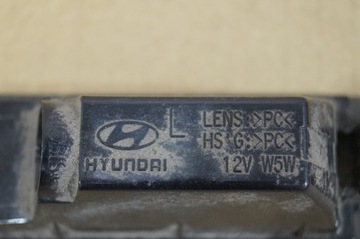 L
LENS >PC<
HS'G:>PC<
HYUNDAI
12V W5W